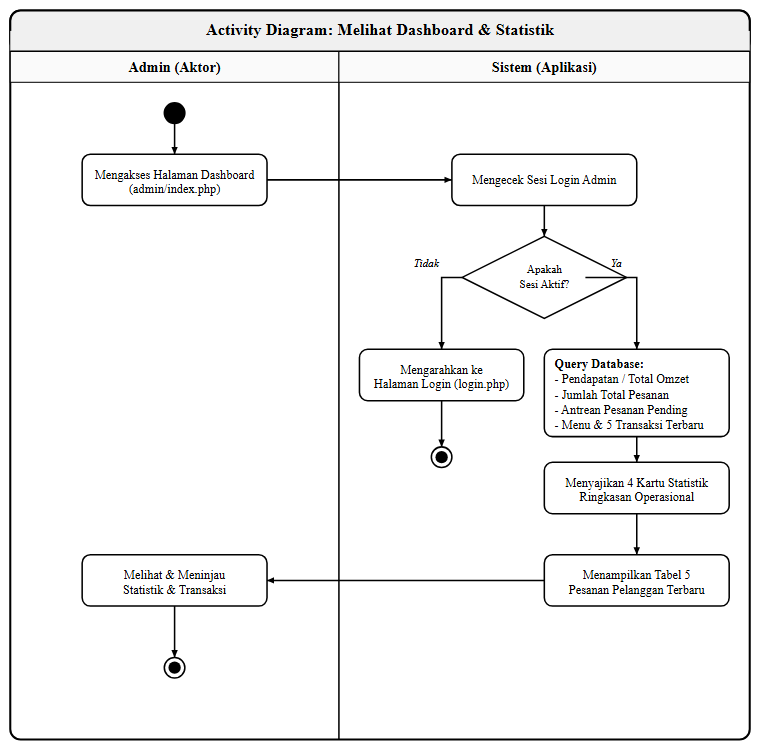 Activity Diagram: Melihat Dashboard & Statistik
Admin (Aktor)
Sistem (Aplikasi)
Mengakses Halaman Dashboard
(admin/index.php)
Mengecek Sesi Login Admin
Apakah
Sesi Aktif?
Tidak
Ya
Mengarahkan ke
Halaman Login (login.php)
Query Database:
- Pendapatan / Total Omzet
- Jumlah Total Pesanan
- Antrean Pesanan Pending
- Menu & 5 Transaksi Terbaru
Menyajikan 4 Kartu Statistik
Ringkasan Operasional
Melihat & Meninjau
Statistik & Transaksi
Menampilkan Tabel 5
Pesanan Pelanggan Terbaru